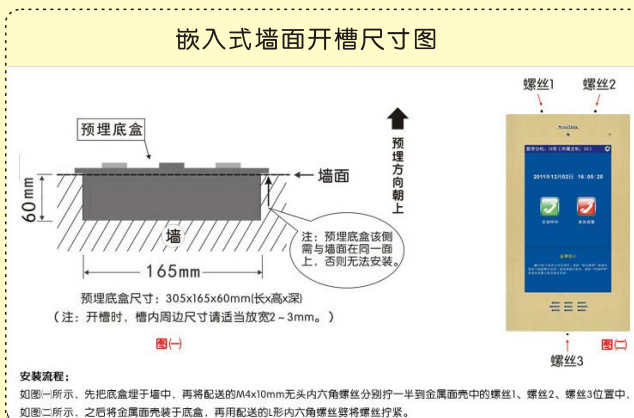 嵌入式墙面开槽尺寸图
螺丝1 螺丝2
预埋底盒
预埋方向朝上
墙面
60mm
墙
注：预埋底盒该侧
需与墙面在同一面
上，否则无法安装。
165mm
2011年12月02日 16:05:20
预埋底盒尺寸：305x165x60mm(长x高x深)
（注：开槽时，槽内周边尺寸请适当放宽2～3mm。）
图㈠
图㈡
螺丝3
安装流程：
如图㈠所示，先把底盒埋于墙中，再将配送的M4x10mm无头内六角螺丝分别拧一半到金属面壳中的螺丝1、螺丝2、螺丝3位置中，
如图㈡所示，之后将金属面壳装于底盒，再用配送的L形内六角螺丝劈将螺丝拧紧。